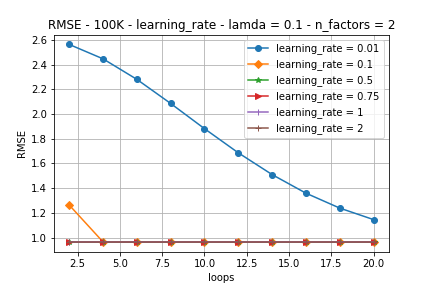 RMSE - 100K - learning_rate - lamda = 0.1 - n_factors = 2
2.6
2.4
2.2
2.0
1.8
1.6
1.4
1.2
1.0
RMSE
learning_rate = 0.01
learning_rate = 0.1
learning_rate = 0.5
learning_rate = 0.75
learning_rate = 1
learning_rate = 2
2.5 5.0 7.5 10.0 12.5 15.0 17.5 20.0
loops